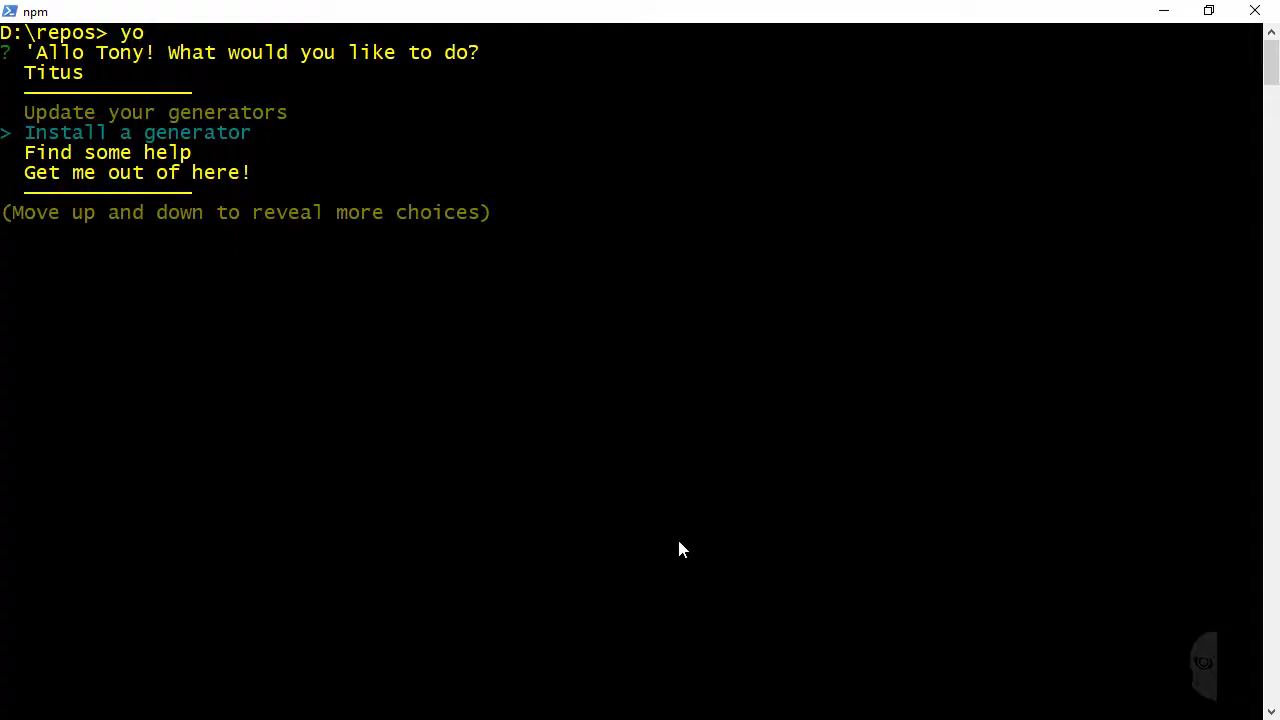 npm
D:\repos> yo
? 'Allo Tony! What would you like to do?
Titus
Update your generators
> Install a generator
Find some help
Get me out of here!
(Move up and down to reveal more choices)